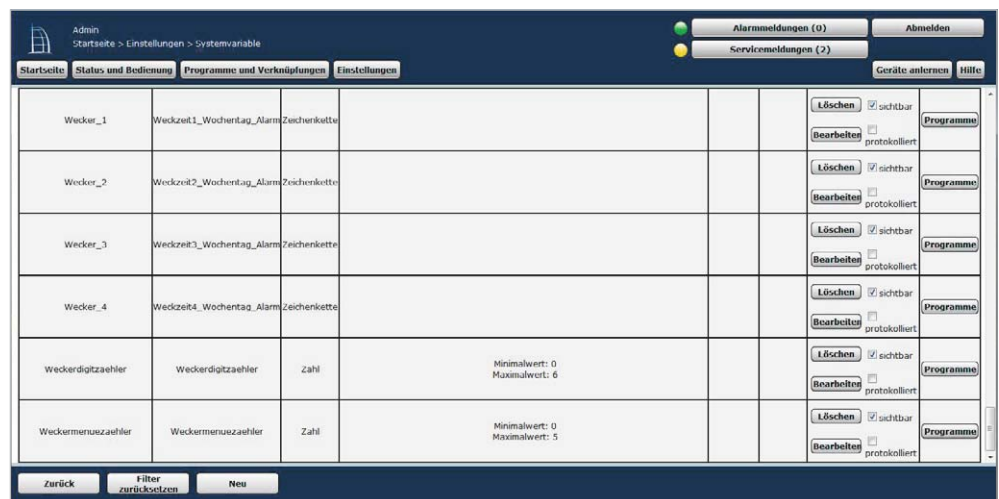 Admin
Startseite > Einstellungen > Systemvariable
Alarmmeldungen (0)
Abmelden
Servicemeldungen (2)
Startseite
Status und Bedienung
Programme und Verknüpfungen
Einstellungen
Geräte anlernen
Hilfe
Wecker_1
Weckzeit1_Wochentag_Alarm
Zeichenkette
Löschen
sichtbar
Bearbeiten
protokolliert
Programme
Wecker_2
Weckzeit2_Wochentag_Alarm
Zeichenkette
Löschen
sichtbar
Bearbeiten
protokolliert
Programme
Wecker_3
Weckzeit3_Wochentag_Alarm
Zeichenkette
Löschen
sichtbar
Bearbeiten
protokolliert
Programme
Wecker_4
Weckzeit4_Wochentag_Alarm
Zeichenkette
Löschen
sichtbar
Bearbeiten
protokolliert
Programme
Weckerdigitzaehler
Weckerdigitzaehler
Zahl
Minimalwert: 0
Maximalwert: 6
Löschen
sichtbar
Bearbeiten
protokolliert
Programme
Weckermenuezaehler
Weckermenuezaehler
Zahl
Minimalwert: 0
Maximalwert: 5
Löschen
sichtbar
Bearbeiten
protokolliert
Programme
Zurück
Filter
zurücksetzen
Neu